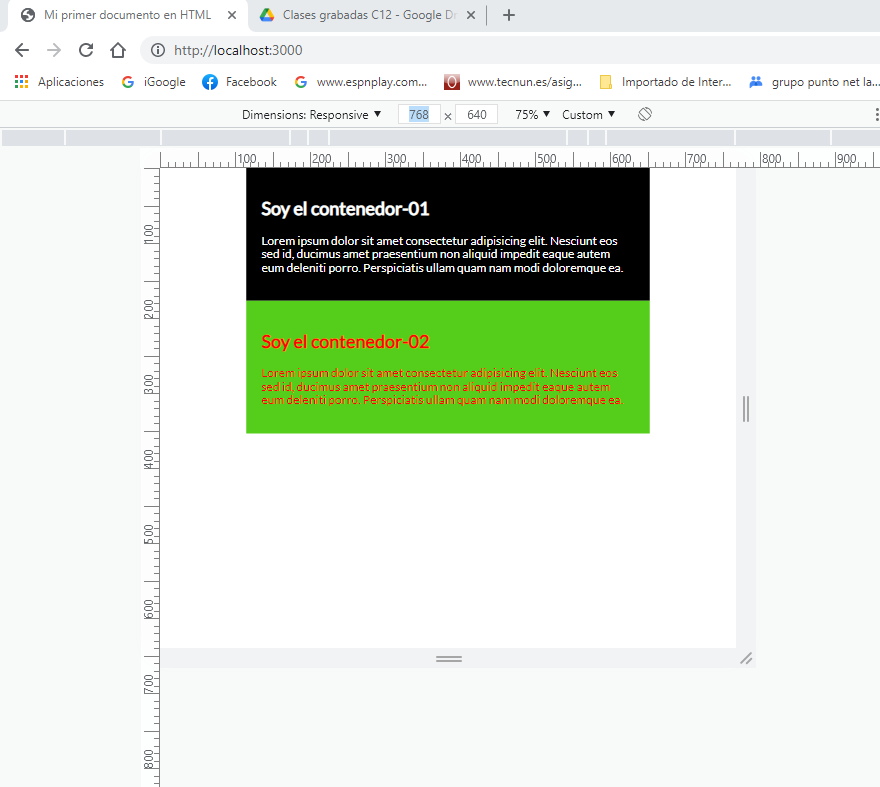 Mi primer documento en HTML
Clases grabadas C12 - Google Dr
http://localhost:3000
Aplicaciones
iGoogle
Facebook
www.espnplay.com...
www.tecnun.es/asig...
Importado de Inter...
grupo punto net la...
Dimensions: Responsive ▼ 768 × 640 75% ▼ Custom ▼
100 200 300 400 500 600 700 800 900
Soy el contenedor-01
Lorem ipsum dolor sit amet consectetur adipisicing elit. Nesciunt eos
sed id, ducimus amet praesentium non aliquid impedit eaque autem
eum deleniti porro. Perspiciatis ullam quam nam modi doloremque ea.
Soy el contenedor-02
Lorem ipsum dolor sit amet consectetur adipisicing elit. Nesciunt eos
sed id, ducimus amet praesentium non aliquid impedit eaque autem
eum deleniti porro. Perspiciatis ullam quam nam modi doloremque ea.
100
200
300
400
500
600
700
800